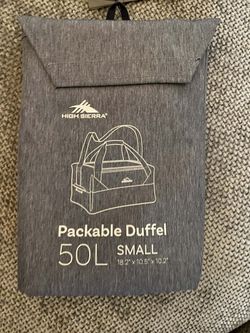 HIGH SIERRA
Packable Duffel
50L SMALL
18.2" x 10.5" x 10.2"